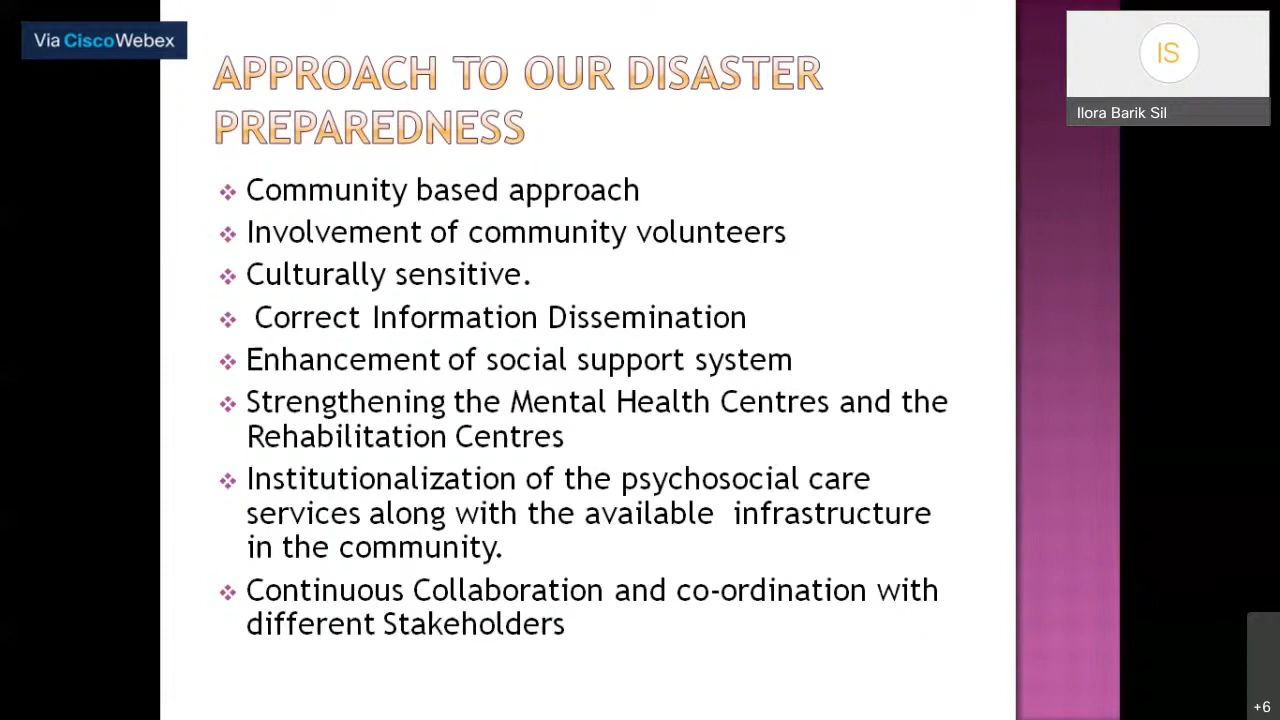 Via CiscoWebex
IS
Ilora Barik Sil
APPROACH TO OUR DISASTER
PREPAREDNESS
Community based approach
Involvement of community volunteers
Culturally sensitive.
Correct Information Dissemination
Enhancement of social support system
Strengthening the Mental Health Centres and the
Rehabilitation Centres
Institutionalization of the psychosocial care
services along with the available infrastructure
in the community.
Continuous Collaboration and co-ordination with
different Stakeholders
+6